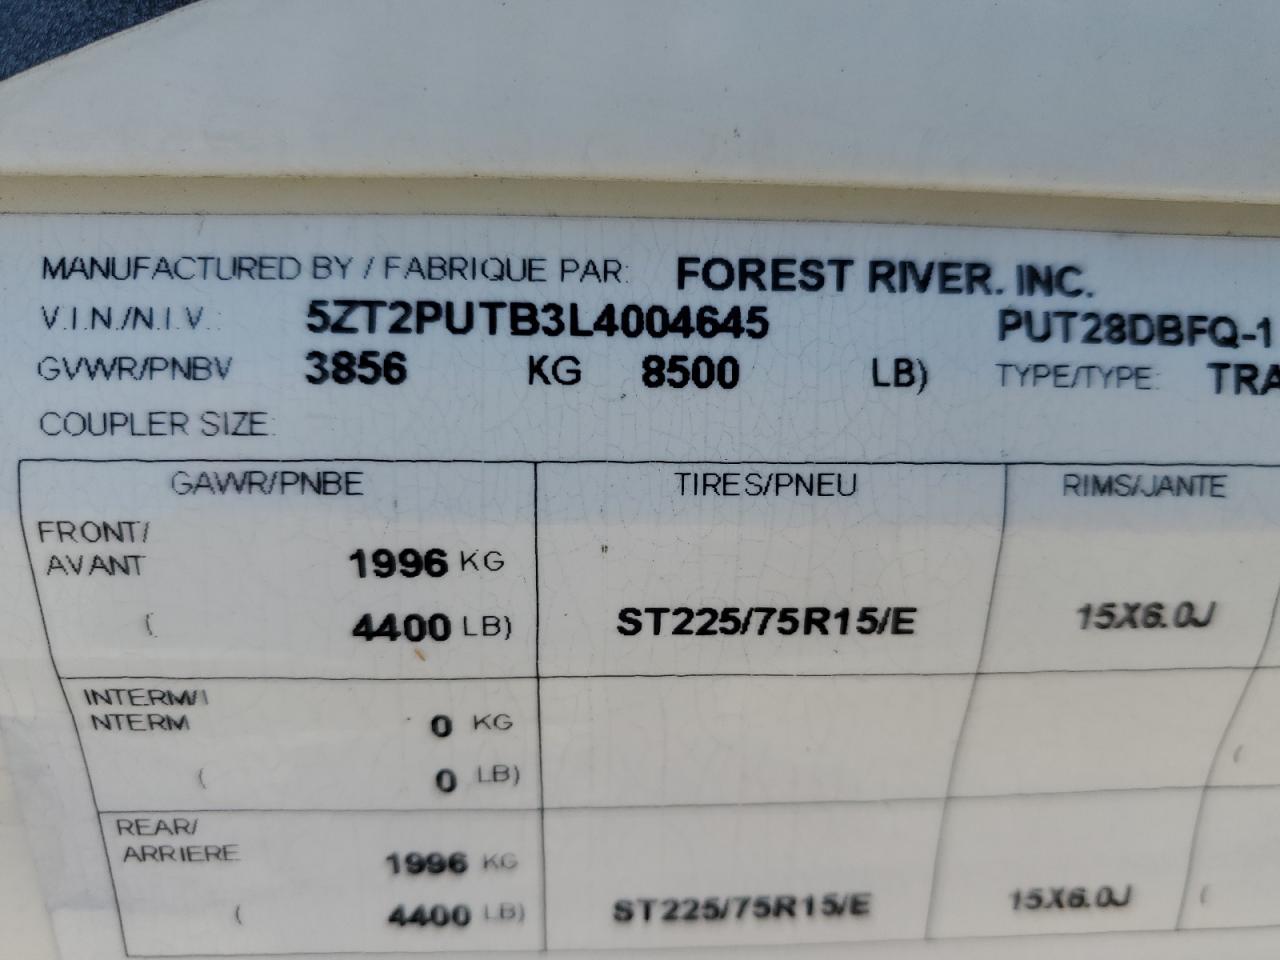 MANUFACTURED BY / FABRIQUE PAR: FOREST RIVER. INC.
V.I.N./N.I.V.: 5ZT2PUTB3L4004645 PUT28DBFQ-1
GVWR/PNBV 3856 KG 8500 LB) TYPE/TYPE: TRA
COUPLER SIZE:
GAWR/PNBE TIRES/PNEU RIMS/JANTE
FRONT/
AVANT 1996 KG
( 4400 LB) ST225/75R15/E 15X6.0J
INTERM/I
NTERM 0 KG
( 0 LB) (
REAR/
ARRIERE 1996 KG
( 4400 LB) ST225/75R15/E 15X6.0J (